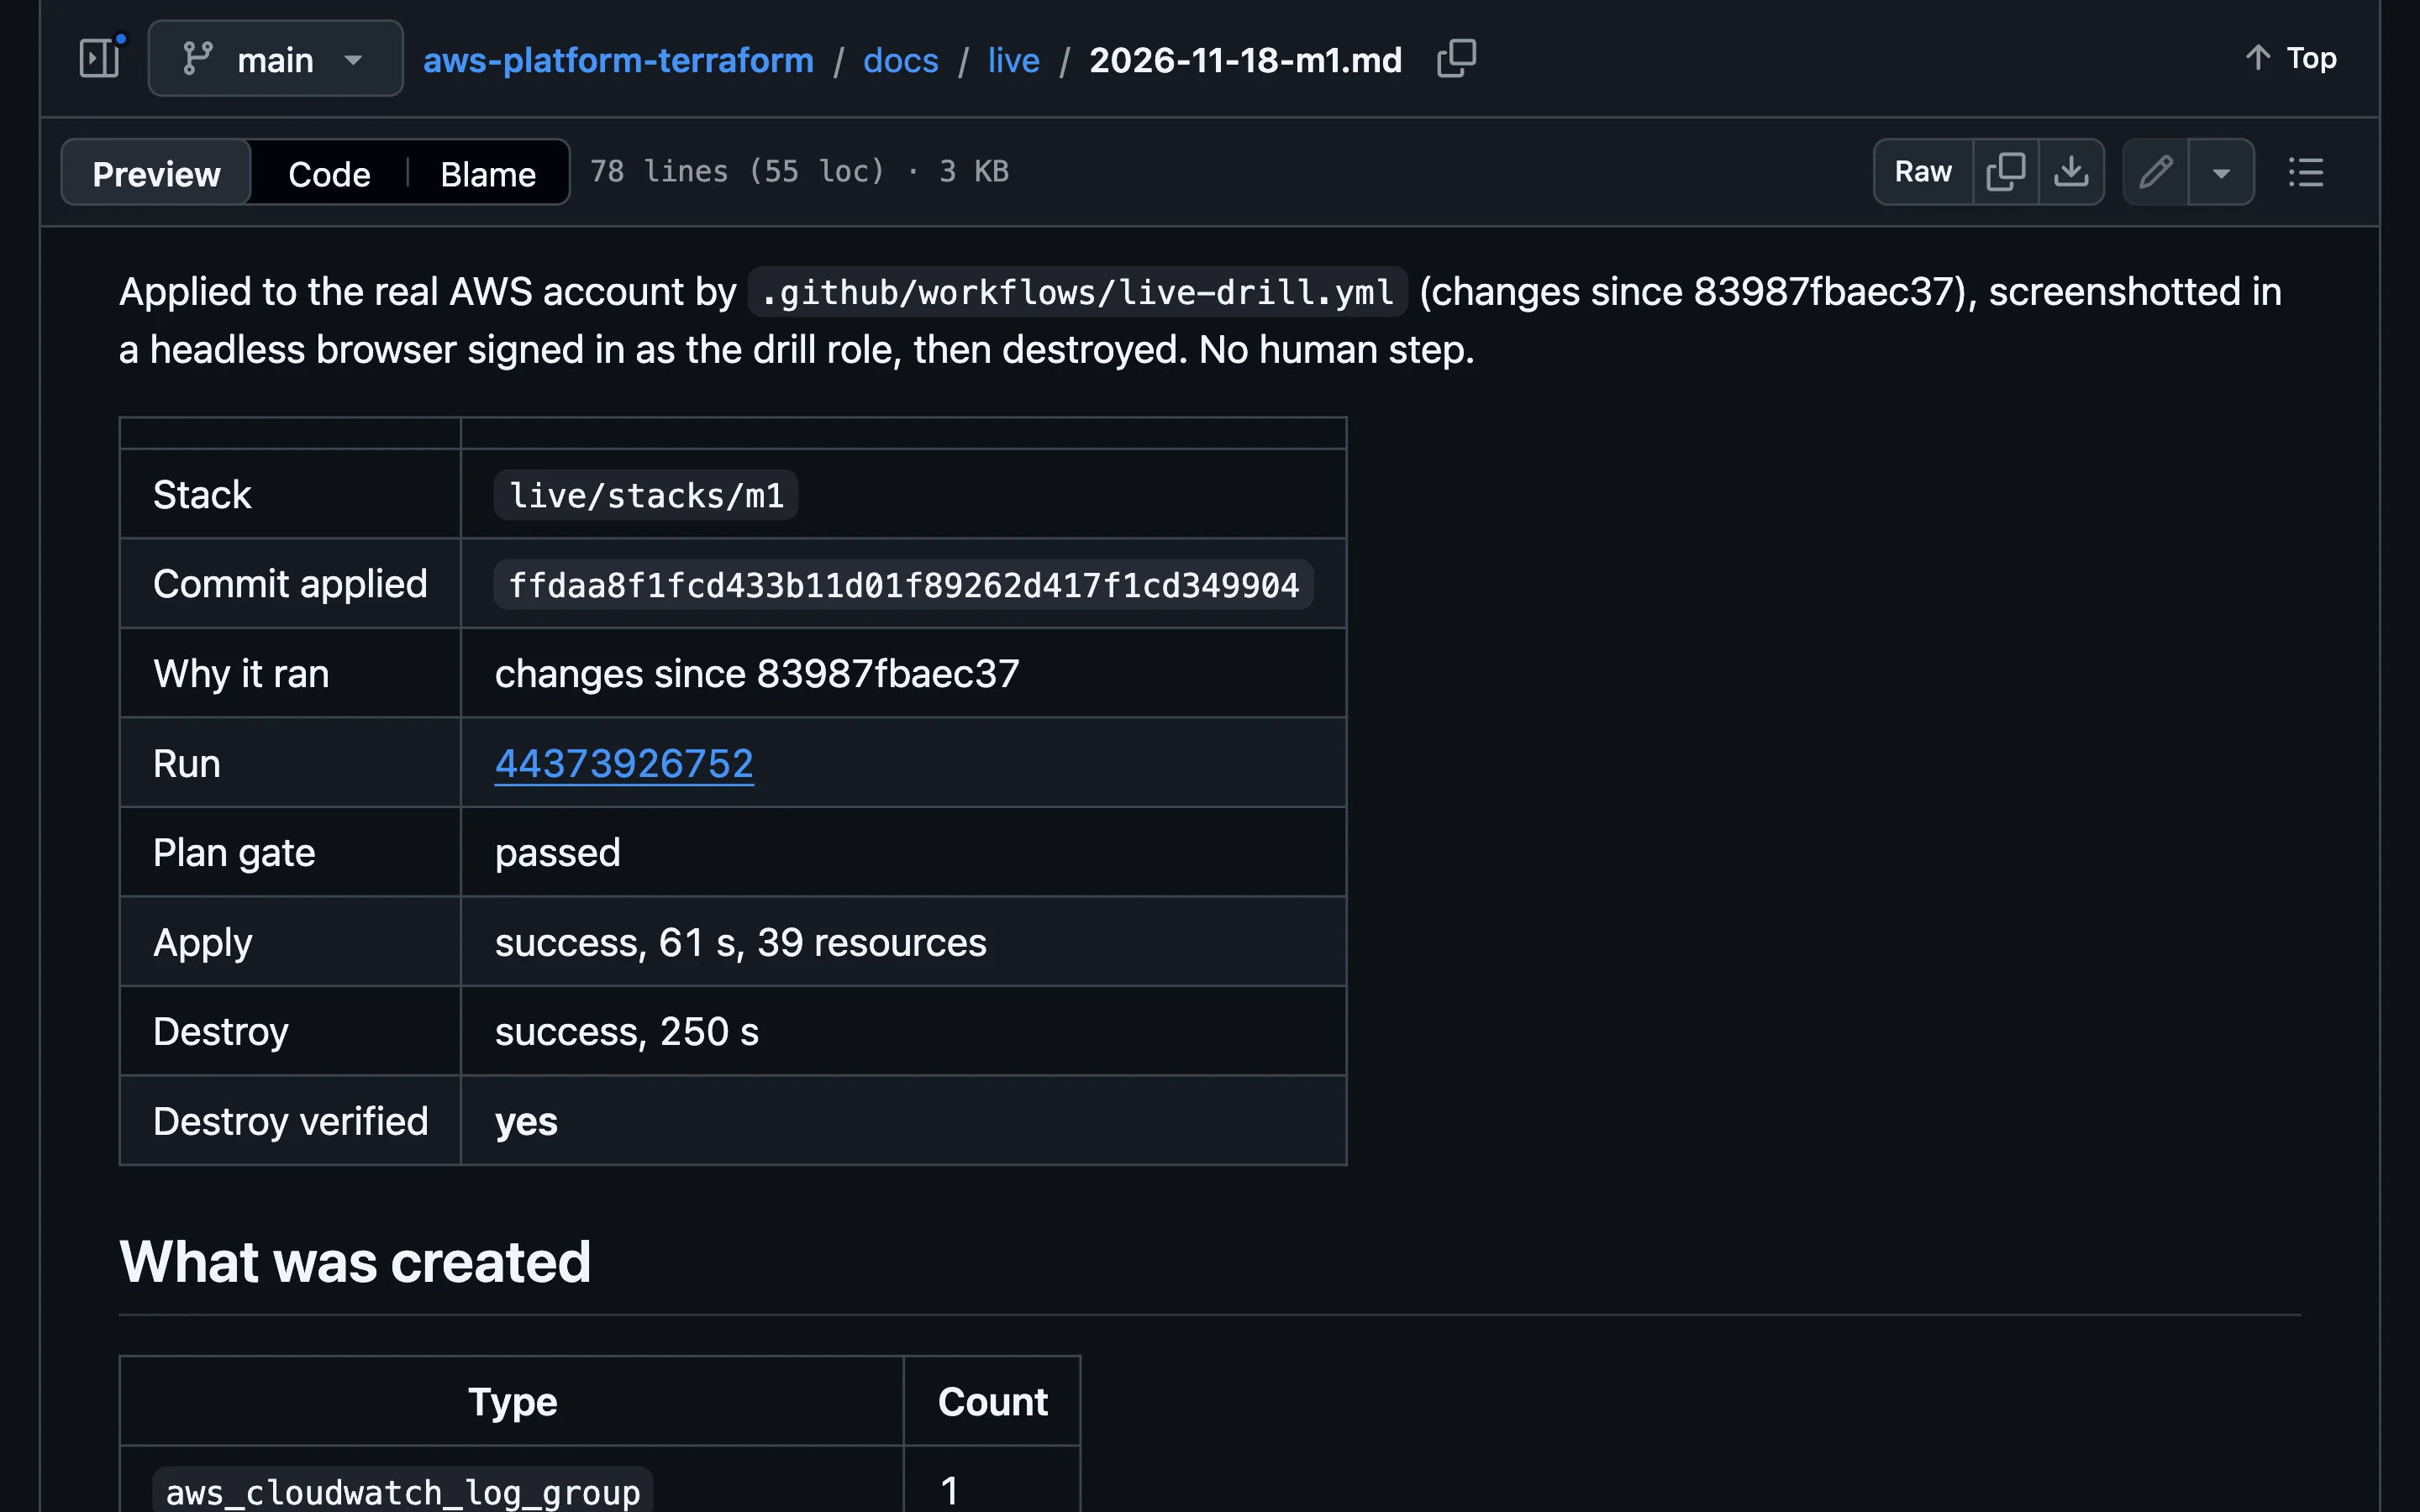 main
aws-platform-terraform / docs / live / 2026-11-18-m1.md
Top
Preview
Code
Blame
78 lines (55 loc) · 3 KB
Raw
Applied to the real AWS account by .github/workflows/live-drill.yml (changes since 83987fbaec37), screenshotted in
a headless browser signed in as the drill role, then destroyed. No human step.
Stack live/stacks/m1
Commit applied ffdaa8f1fcd433b11d01f89262d417f1cd349904
Why it ran changes since 83987fbaec37
Run 44373926752
Plan gate passed
Apply success, 61 s, 39 resources
Destroy success, 250 s
Destroy verified yes
What was created
Type Count
aws_cloudwatch_log_group 1